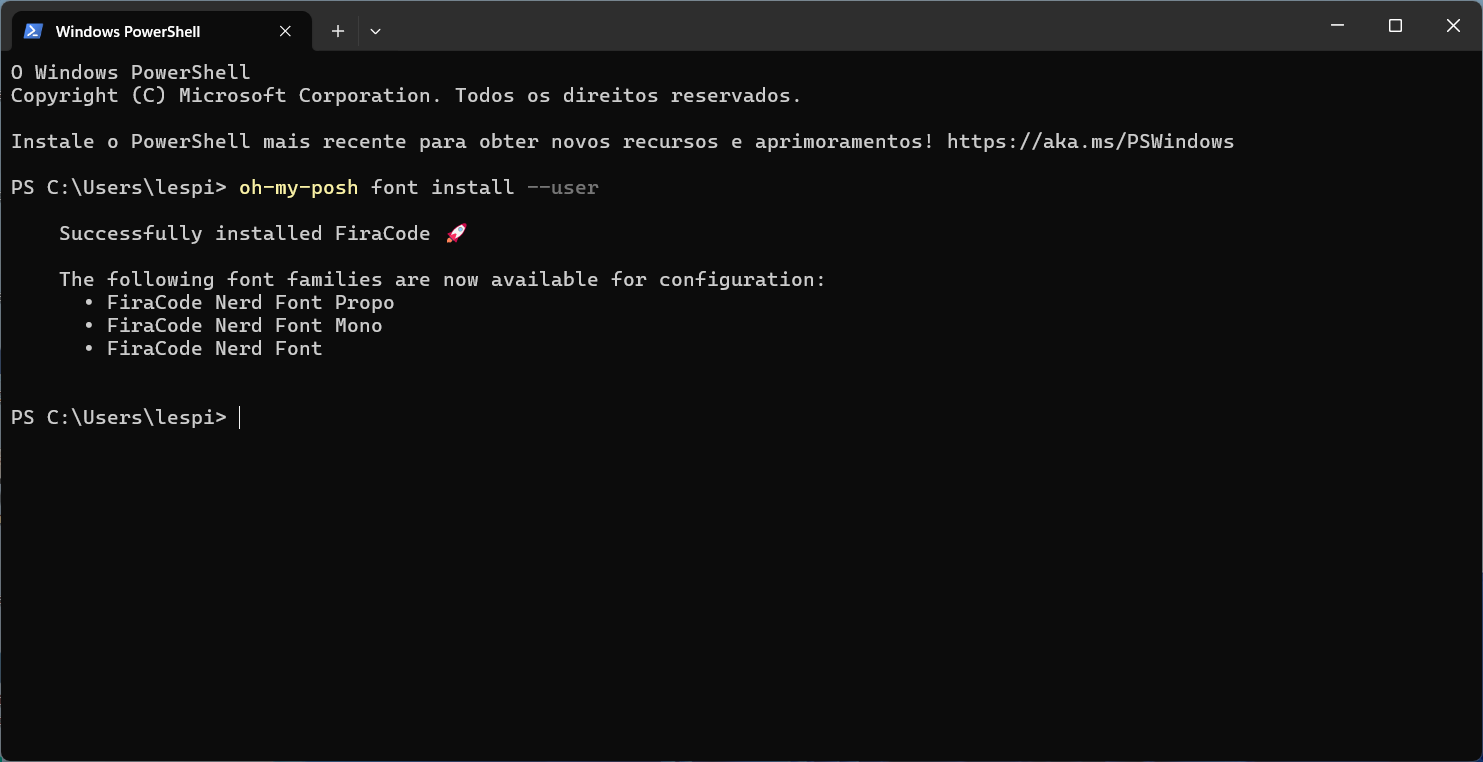 Windows PowerShell
O Windows PowerShell
Copyright (C) Microsoft Corporation. Todos os direitos reservados.
Instale o PowerShell mais recente para obter novos recursos e aprimoramentos! https://aka.ms/PSWindows
PS C:\Users\lespi> oh-my-posh font install --user
Successfully installed FiraCode 🚀
The following font families are now available for configuration:
• FiraCode Nerd Font Propo
• FiraCode Nerd Font Mono
• FiraCode Nerd Font
PS C:\Users\lespi>